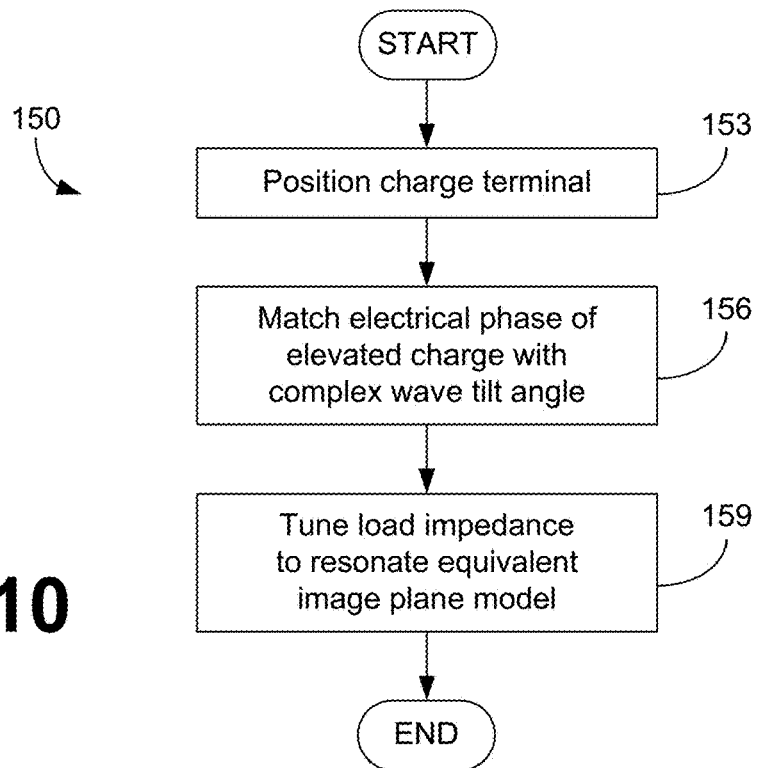 START
150
153
Position charge terminal
156
Match electrical phase of
elevated charge with
complex wave tilt angle
159
Tune load impedance
to resonate equivalent
image plane model
10
END